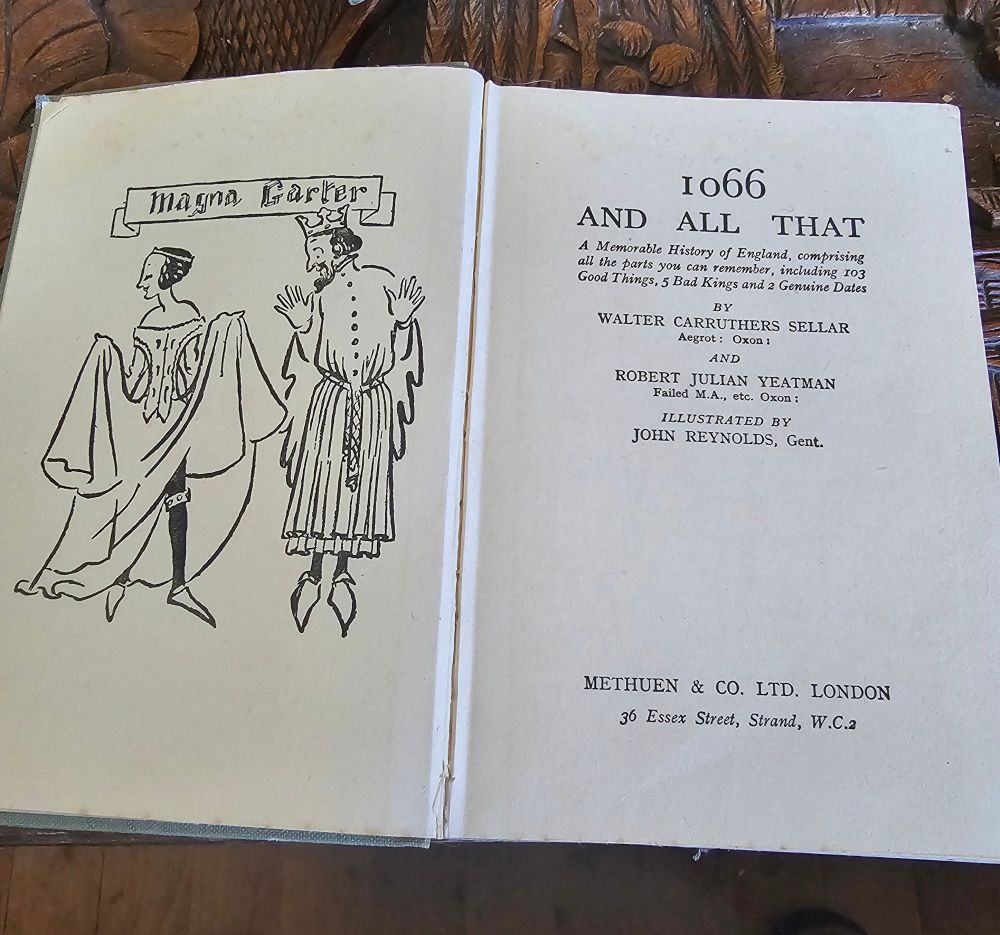 Magna Garter
1066
AND ALL THAT
A Memorable History of England, comprising
all the parts you can remember, including 103
Good Things, 5 Bad Kings and 2 Genuine Dates
BY
WALTER CARRUTHERS SELLAR
Aegrot: Oxon:
AND
ROBERT JULIAN YEATMAN
Failed M.A., etc. Oxon:
ILLUSTRATED BY
JOHN REYNOLDS, Gent.
METHUEN & CO. LTD. LONDON
36 Essex Street, Strand, W.C.2